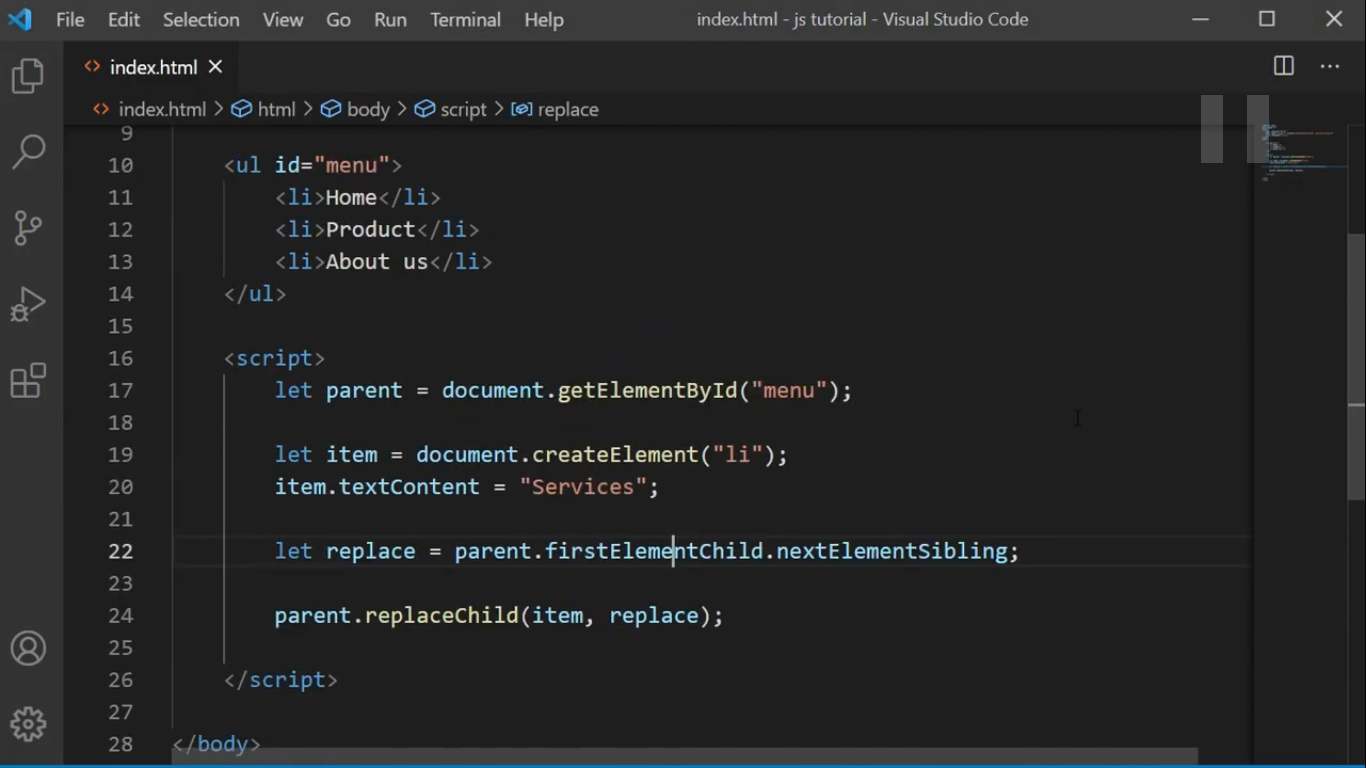 File Edit Selection View Go Run Terminal Help index.html - js tutorial - Visual Studio Code
index.html
index.html > html > body > script > replace
9
10 <ul id="menu">
11 <li>Home</li>
12 <li>Product</li>
13 <li>About us</li>
14 </ul>
15
16 <script>
17 let parent = document.getElementById("menu");
18
19 let item = document.createElement("li");
20 item.textContent = "Services";
21
22 let replace = parent.firstElementChild.nextElementSibling;
23
24 parent.replaceChild(item, replace);
25
26 </script>
27
28 </body>